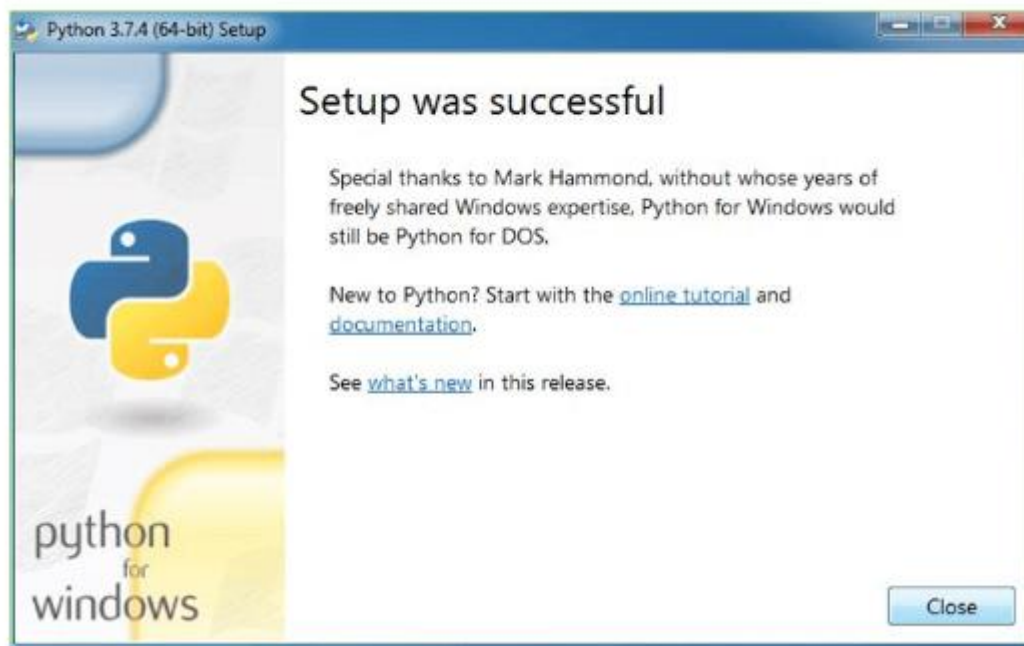 Python 3.7.4 (64-bit) Setup
Setup was successful
Special thanks to Mark Hammond, without whose years of
freely shared Windows expertise, Python for Windows would
still be Python for DOS.
New to Python? Start with the online tutorial and
documentation.
See what's new in this release.
python
for
windows
Close